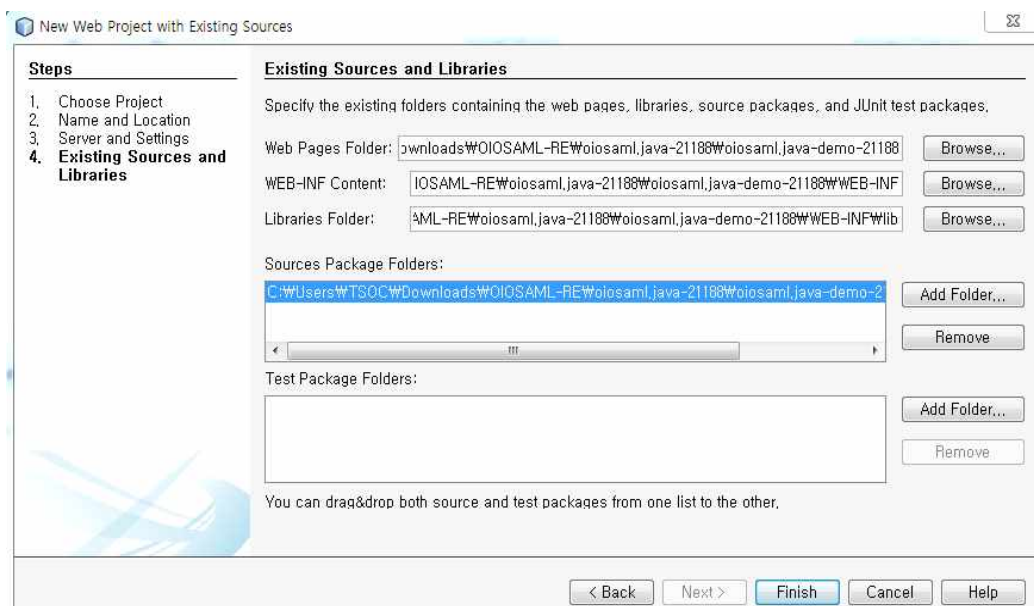 New Web Project with Existing Sources
Steps
1. Choose Project
2. Name and Location
3. Server and Settings
4. Existing Sources and
Libraries
Existing Sources and Libraries
Specify the existing folders containing the web pages, libraries, source packages, and JUnit test packages.
Web Pages Folder: ownloads₩OIOSAML-RE₩oiosaml.java-21188₩oiosaml.java-demo-21188 Browse...
WEB-INF Content: IOSAML-RE₩oiosaml.java-21188₩oiosaml.java-demo-21188₩WEB-INF Browse...
Libraries Folder: AML-RE₩oiosaml.java-21188₩oiosaml.java-demo-21188₩WEB-INF₩lib Browse...
Sources Package Folders:
C:₩Users₩TSOC₩Downloads₩OIOSAML-RE₩oiosaml.java-21188₩oiosaml.java-demo-2 Add Folder...
Remove
Test Package Folders:
Add Folder...
Remove
You can drag&drop both source and test packages from one list to the other.
< Back Next > Finish Cancel Help